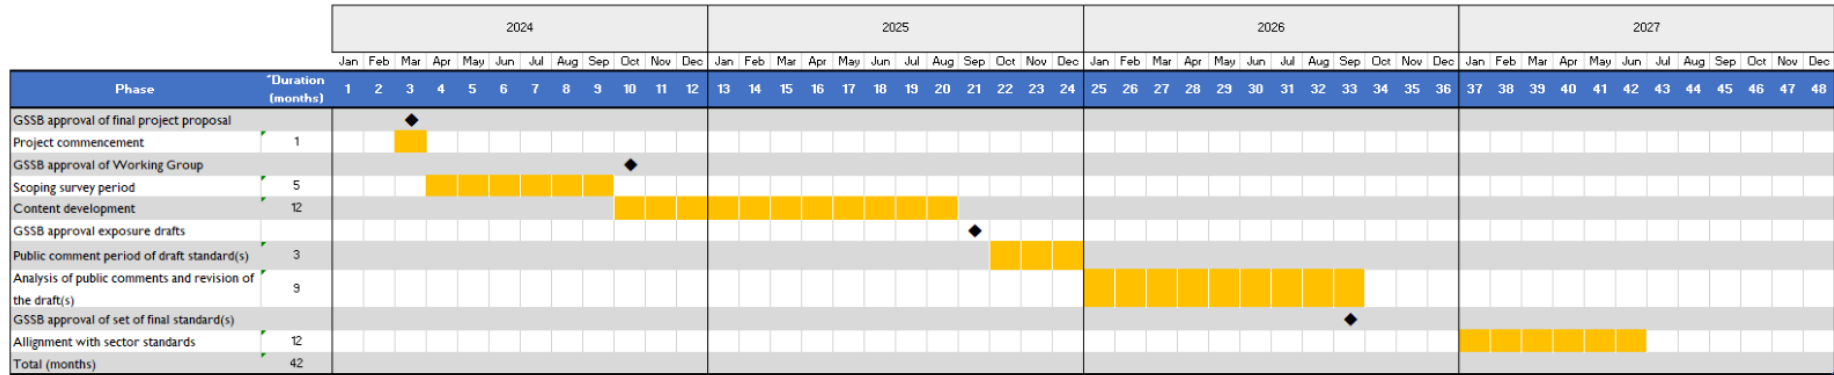 2024 2025 2026 2027
Jan Feb Mar Apr May Jun Jul Aug Sep Oct Nov Dec Jan Feb Mar Apr May Jun Jul Aug Sep Oct Nov Dec Jan Feb Mar Apr May Jun Jul Aug Sep Oct Nov Dec Jan Feb Mar Apr May Jun Jul Aug Sep Oct Nov Dec
Phase *Duration (months) 1 2 3 4 5 6 7 8 9 10 11 12 13 14 15 16 17 18 19 20 21 22 23 24 25 26 27 28 29 30 31 32 33 34 35 36 37 38 39 40 41 42 43 44 45 46 47 48
GSSB approval of final project proposal
Project commencement 1
GSSB approval of Working Group
Scoping survey period 5
Content development 12
GSSB approval exposure drafts
Public comment period of draft standard(s) 3
Analysis of public comments and revision of
the draft(s) 9
GSSB approval of set of final standard(s)
Allignment with sector standards 12
Total (months) 42